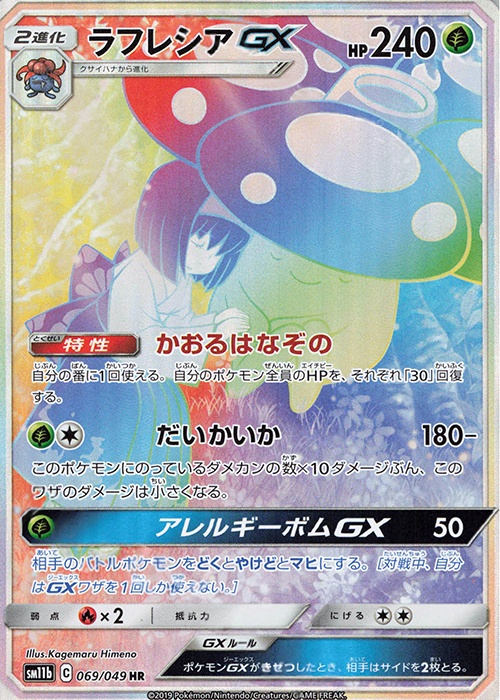 2進化 ラフレシアGX HP240
クサイハナから進化
とくせい 特性 かおるはなぞの
自分の番に1回使える。自分のポケモン全員のHPを、それぞれ「30」回復
する。
だいかいか 180-
このポケモンにのっているダメカンの数×10ダメージぶん、この
ワザのダメージは小さくなる。
アレルギーボムGX 50
相手のバトルポケモンをどくとやけどとマヒにする。[対戦中、自分
はGXワザを1回しか使えない。]
弱点 ×2 抵抗力 にげる
GXルール
Illus.Kagemaru Himeno
ポケモンGXがきぜつしたとき、相手はサイドを2枚とる。
sm11b C 069/049 HR
©2019 Pokémon/Nintendo/Creatures/GAME FREAK.